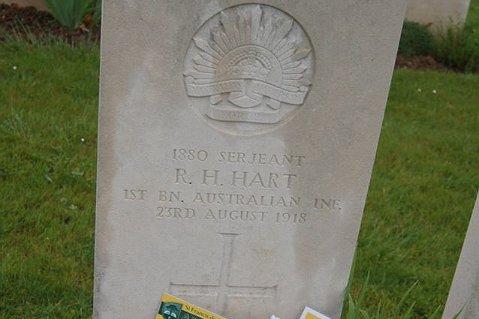 1880 SERJEANT
R. H. HART
1ST BN. AUSTRALIAN INF.
23RD AUGUST 1918